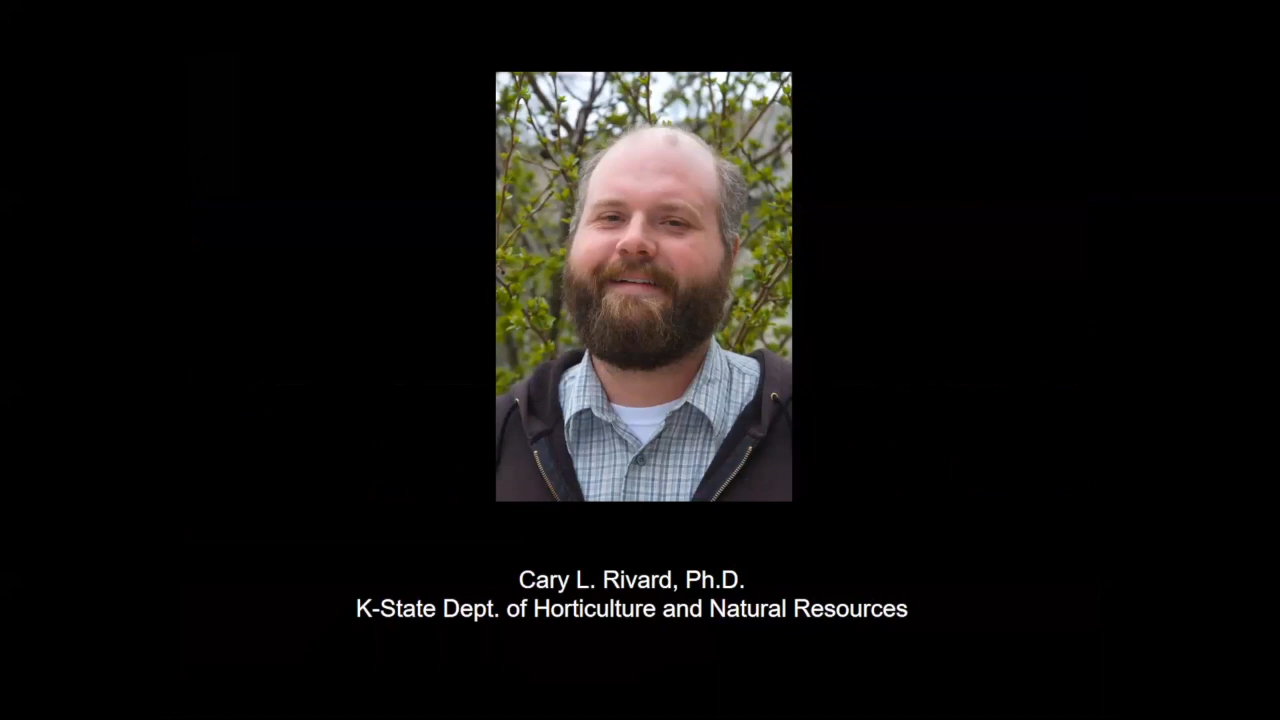 Cary L. Rivard, Ph.D.
K-State Dept. of Horticulture and Natural Resources